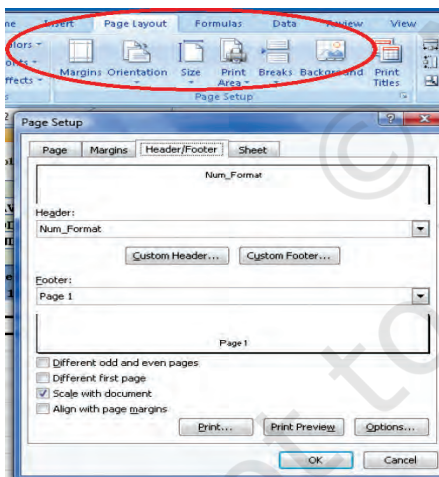 Insert Page Layout Formulas Data Review View
Margins Orientation Size Print Area Breaks Background Print Titles
Page Setup
Page Setup
Page Margins Header/Footer Sheet
Num_Format
Header:
Num_Format
Custom Header... Custom Footer...
Footer:
Page 1
Page 1
Different odd and even pages
Different first page
Scale with document
Align with page margins
Print... Print Preview Options...
OK Cancel